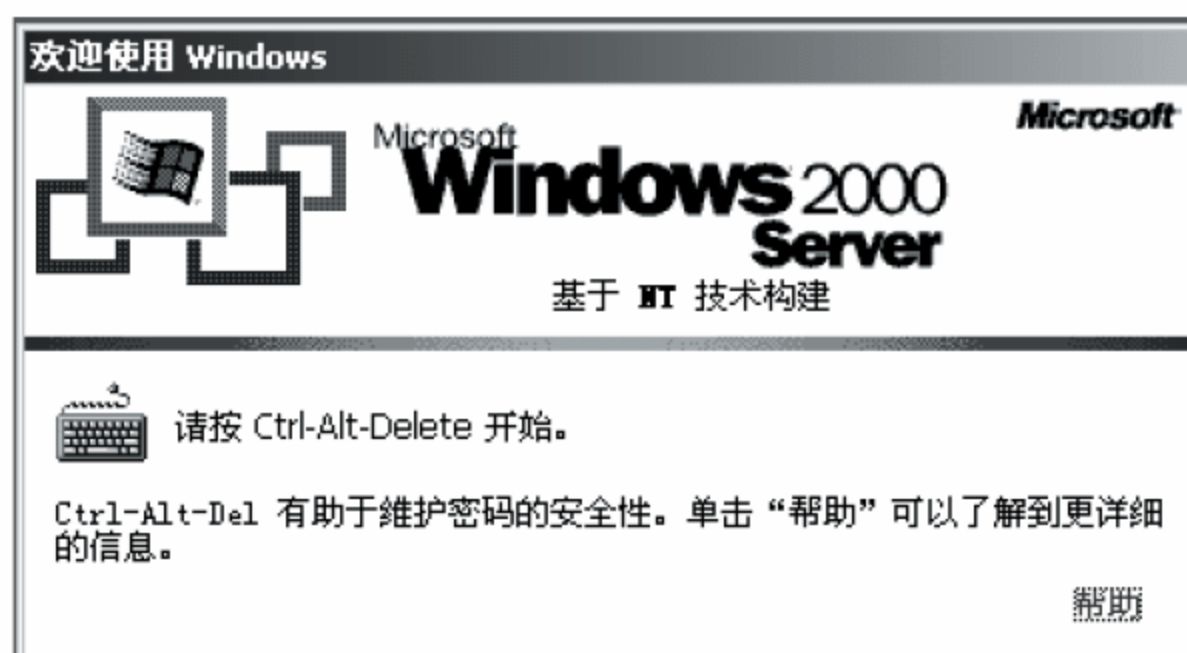 欢迎使用 Windows
Microsoft
Microsoft
Windows 2000
Server
基于 NT 技术构建
请按 Ctrl-Alt-Delete 开始。
Ctrl-Alt-Del 有助于维护密码的安全性。单击“帮助”可以了解到更详细
的信息。
帮助